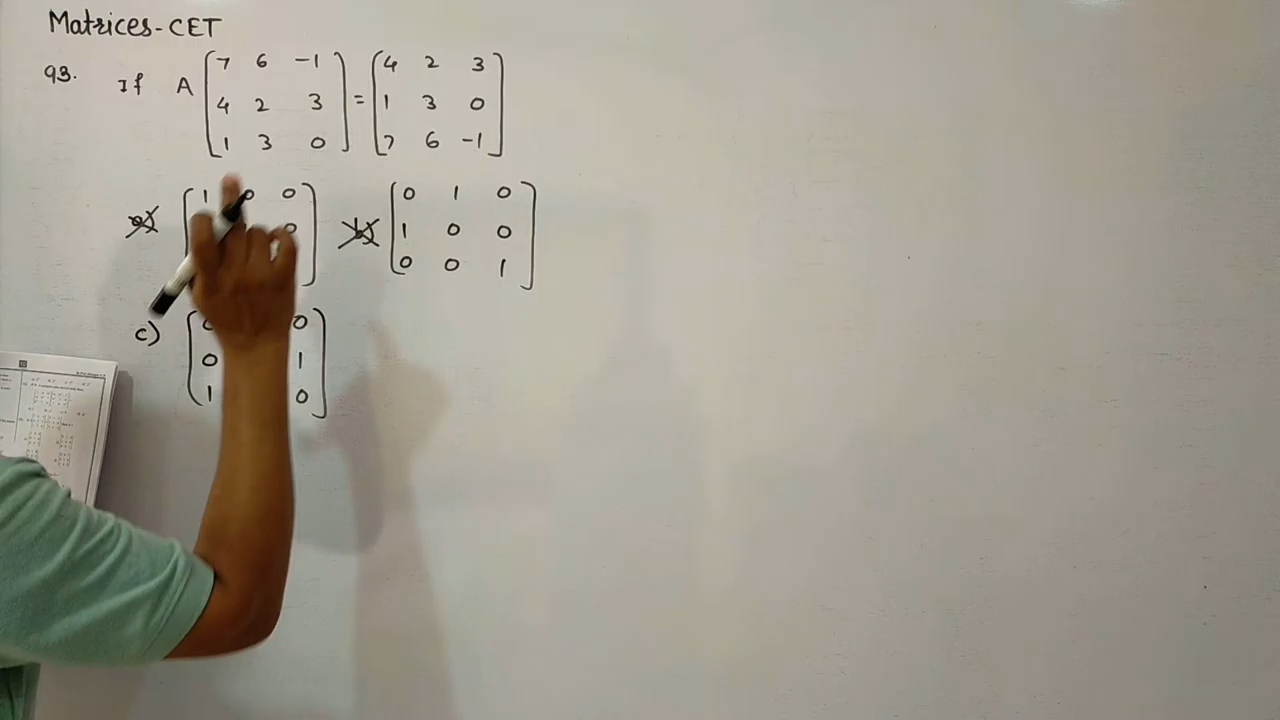 Matrices-CET
93. If A [7 6 -1 = [4 2 3
4 2 3 1 3 0
1 3 0] 7 6 -1]
a) [1 0 0 b) [0 1 0
0] 1 0 0
0 0 1]
c) [0 0
0 1
1 0]